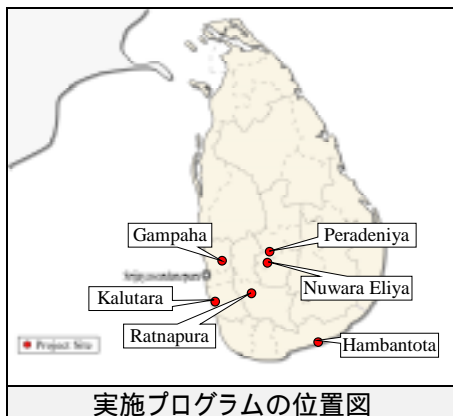 Gampaha
Peradeniya
Nuwara Eliya
Kalutara
Ratnapura
Hambantota
Project Site
実施プログラムの位置図